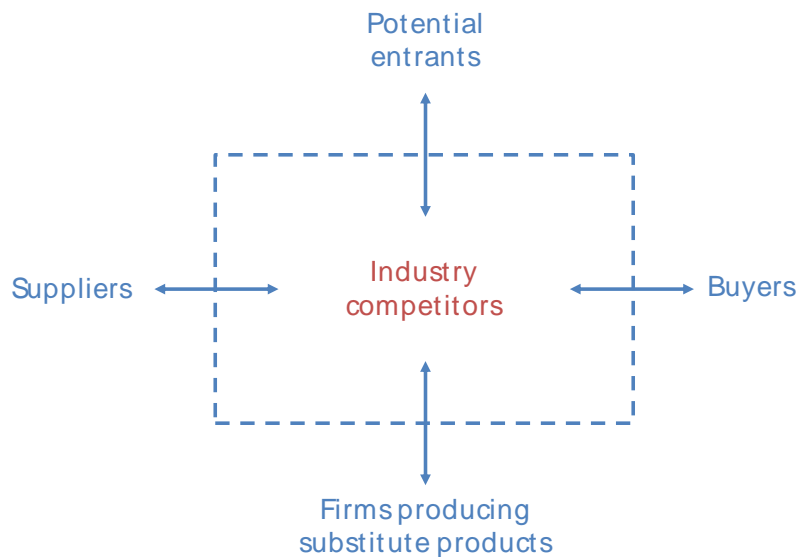 Potential
entrants
Suppliers
Industry
competitors
Buyers
Firms producing
substitute products